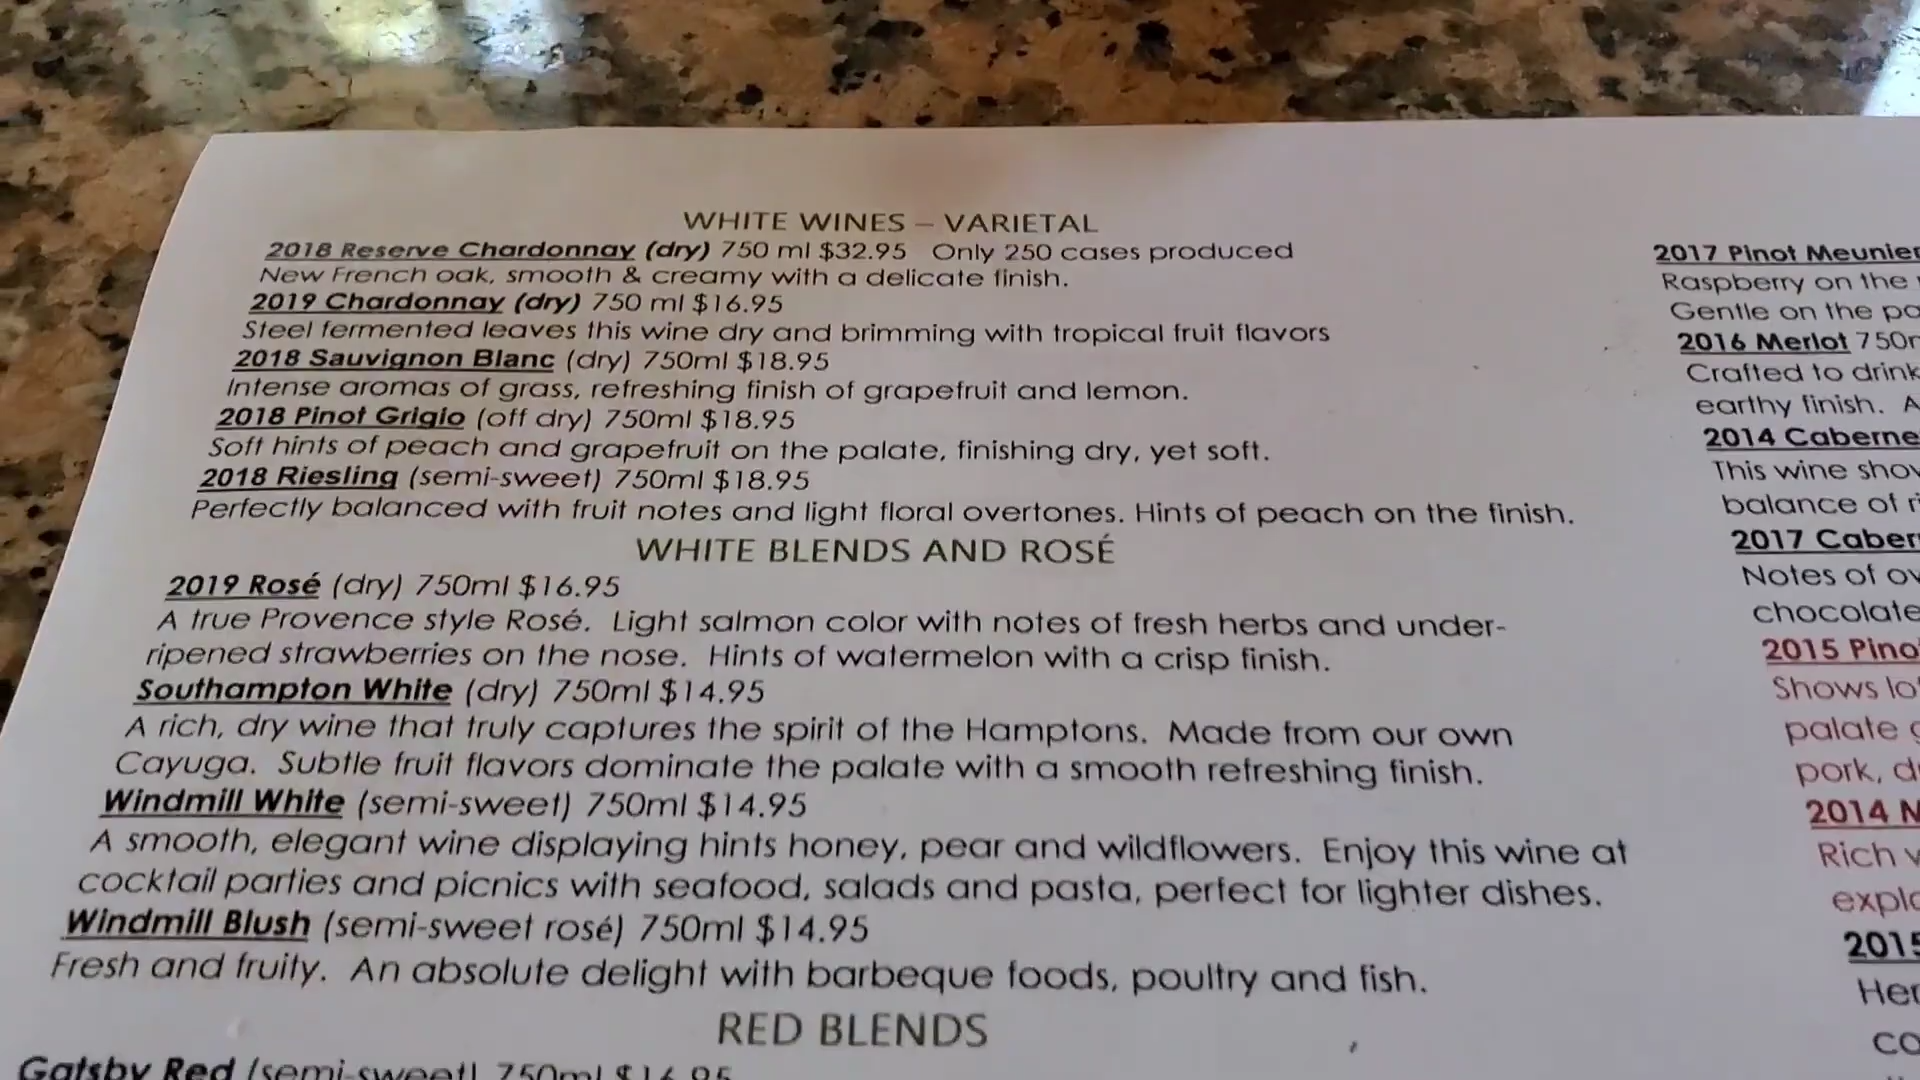 WHITE WINES – VARIETAL
2018 Reserve Chardonnay (dry) 750 ml $32.95 Only 250 cases produced
New French oak, smooth & creamy with a delicate finish.
2019 Chardonnay (dry) 750 ml $16.95
Steel fermented leaves this wine dry and brimming with tropical fruit flavors
2018 Sauvignon Blanc (dry) 750ml $18.95
Intense aromas of grass, refreshing finish of grapefruit and lemon.
2018 Pinot Grigio (off dry) 750ml $18.95
Soft hints of peach and grapefruit on the palate, finishing dry, yet soft.
2018 Riesling (semi-sweet) 750ml $18.95
Perfectly balanced with fruit notes and light floral overtones. Hints of peach on the finish.
WHITE BLENDS AND ROSÉ
2019 Rosé (dry) 750ml $16.95
A true Provence style Rosé. Light salmon color with notes of fresh herbs and under-
ripened strawberries on the nose. Hints of watermelon with a crisp finish.
Southampton White (dry) 750ml $14.95
A rich, dry wine that truly captures the spirit of the Hamptons. Made from our own
Cayuga. Subtle fruit flavors dominate the palate with a smooth refreshing finish.
Windmill White (semi-sweet) 750ml $14.95
A smooth, elegant wine displaying hints honey, pear and wildflowers. Enjoy this wine at
cocktail parties and picnics with seafood, salads and pasta, perfect for lighter dishes.
Windmill Blush (semi-sweet rosé) 750ml $14.95
Fresh and fruity. An absolute delight with barbeque foods, poultry and fish.
RED BLENDS
Gatsby Red (semi-sweet) 750ml $16.95
2017 Pinot Meunier
Raspberry on the
Gentle on the
2016 Merlot
Crafted to drink
earthy finish. A
2014
This wine
balance of
2017
Notes of
chocolate
2015
Shows
palate
pork,
2014
Rich
2015